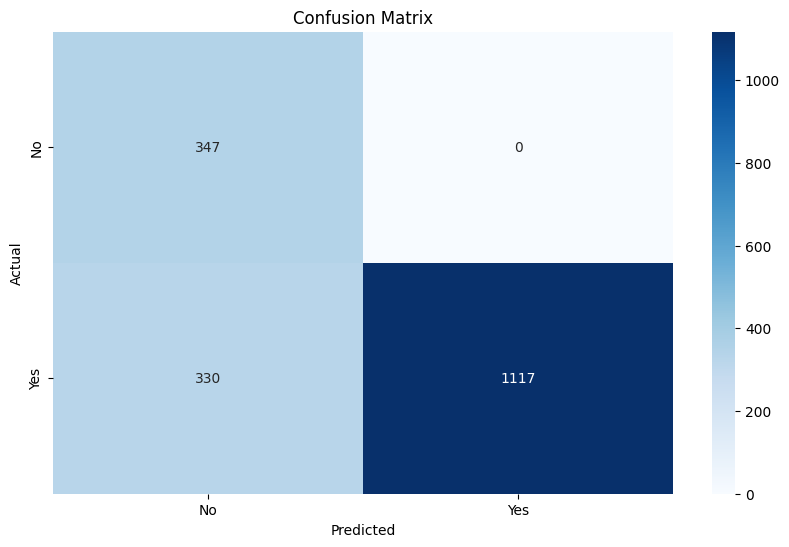 Confusion Matrix
No
347
0
Actual
Yes
330
1117
No
Yes
Predicted
1000
800
600
400
200
0